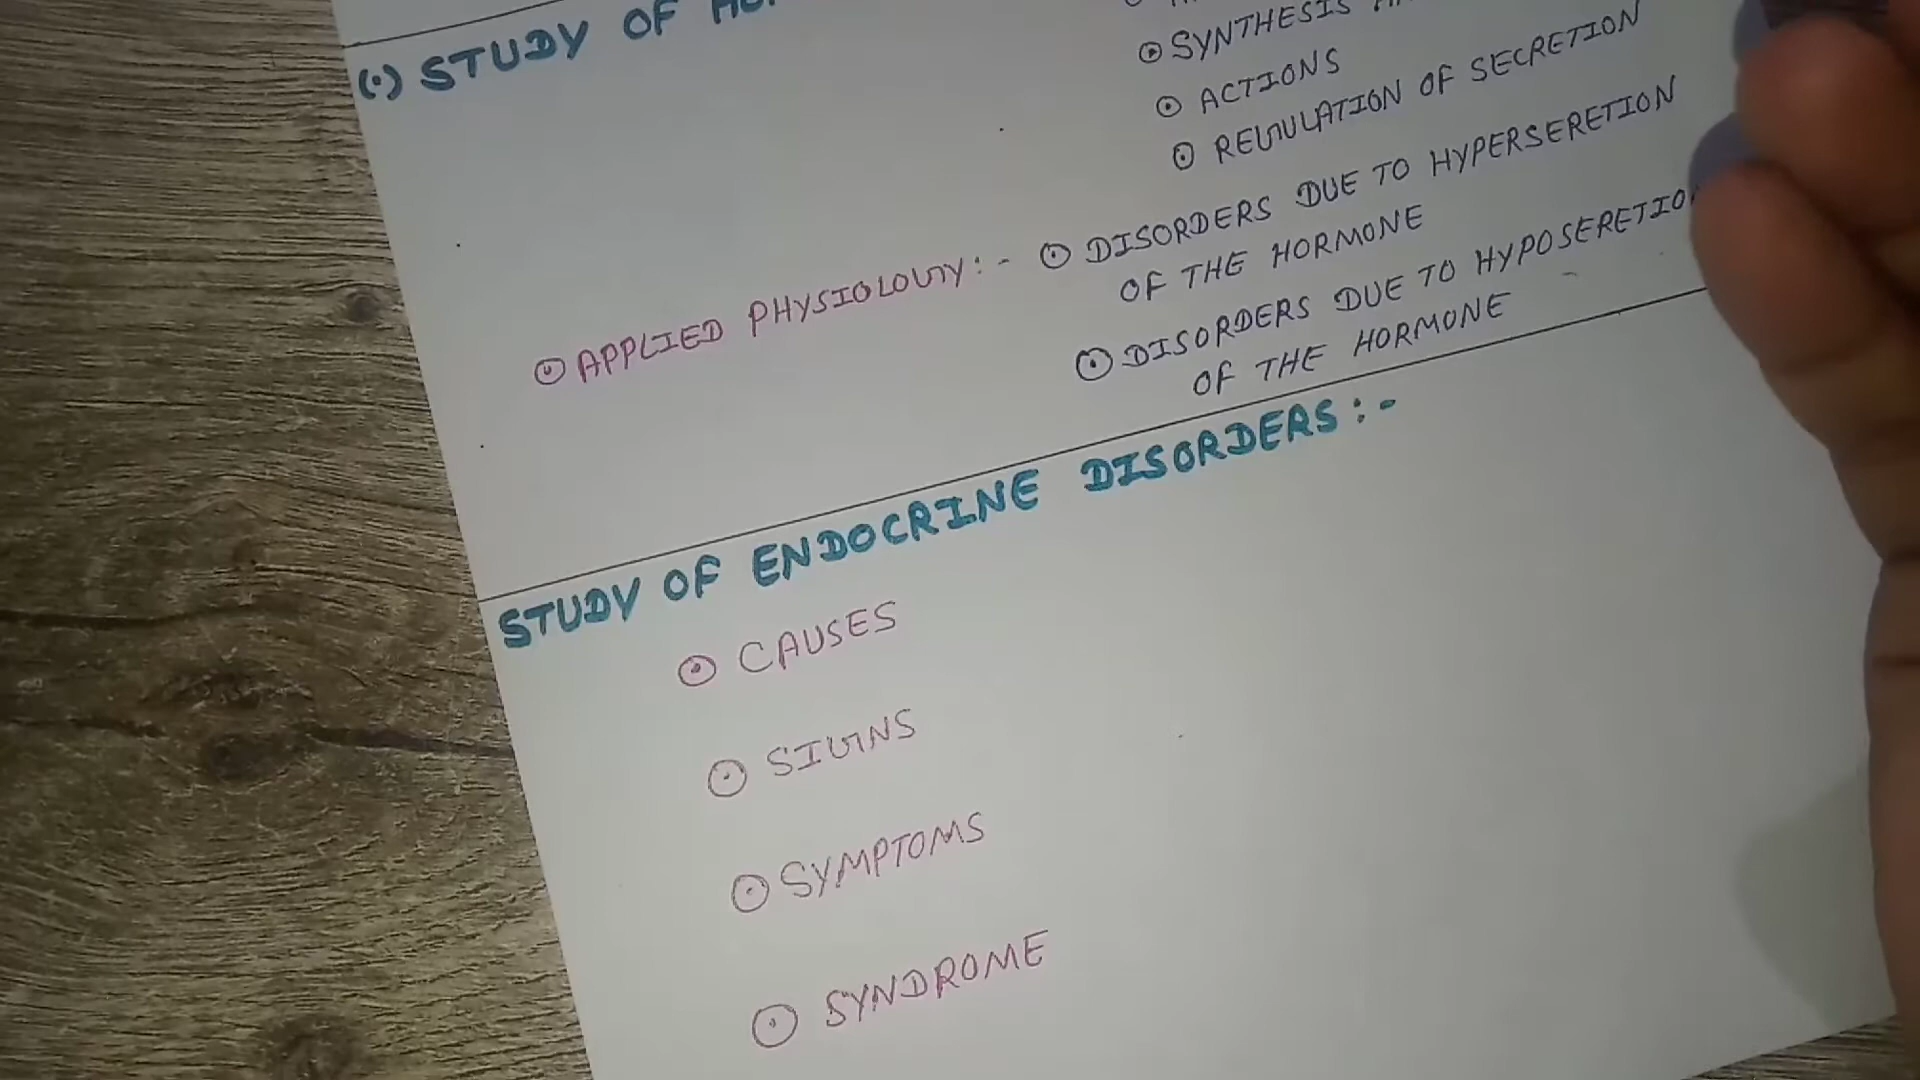 (.) STUDY OF
SYNTHESIS
ACTIONS
REGULATION OF SECRETION
APPLIED PHYSIOLOGY:- DISORDERS DUE TO HYPERSERETION
OF THE HORMONE
DISORDERS DUE TO HYPOSERETION
OF THE HORMONE
STUDY OF ENDOCRINE DISORDERS:-
CAUSES
SIGNS
SYMPTOMS
SYNDROME